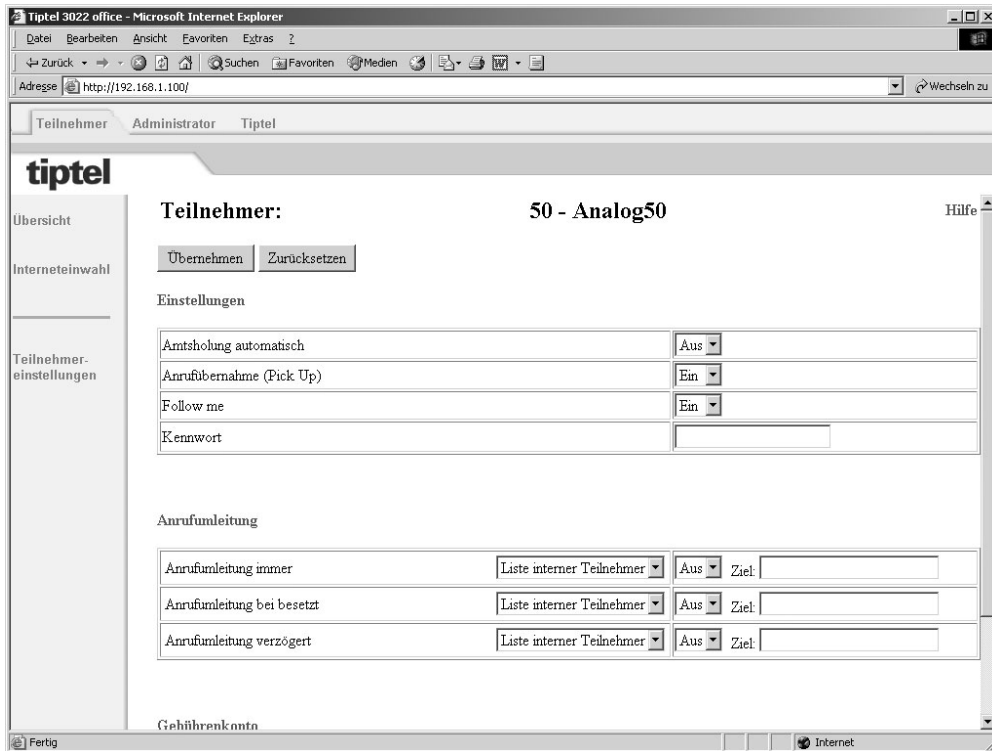 Tiptel 3022 office - Microsoft Internet Explorer
Datei Bearbeiten Ansicht Favoriten Extras ?
Zurück Suchen Favoriten Medien
Adresse http://192.168.1.100/ Wechseln zu
Teilnehmer Administrator Tiptel
tiptel
Übersicht
Interneteinwahl
Teilnehmer-
einstellungen
Teilnehmer: 50 - Analog50 Hilfe
Übernehmen Zurücksetzen
Einstellungen
Amtsholung automatisch Aus
Anrufübernahme (Pick Up) Ein
Follow me Ein
Kennwort
Anrufumleitung
Anrufumleitung immer Liste interner Teilnehmer Aus Ziel:
Anrufumleitung bei besetzt Liste interner Teilnehmer Aus Ziel:
Anrufumleitung verzögert Liste interner Teilnehmer Aus Ziel:
Gebührenkonto
Fertig Internet